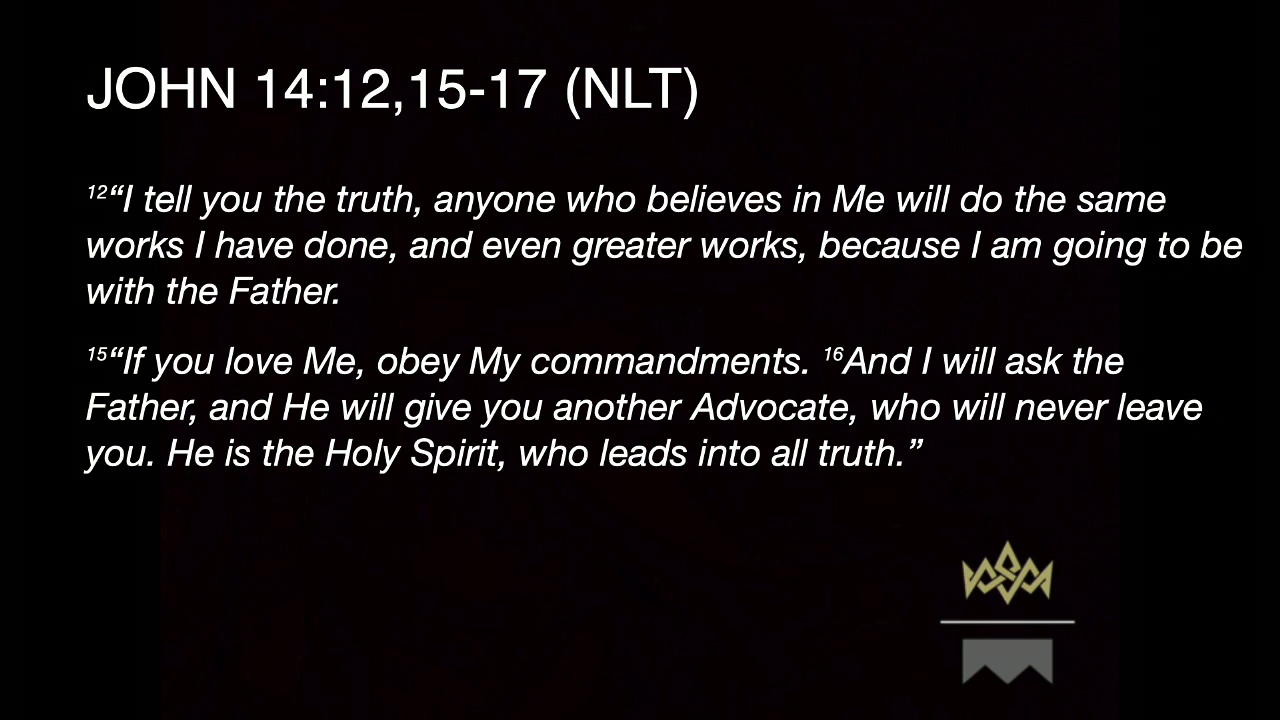 JOHN 14:12,15-17 (NLT)
12“I tell you the truth, anyone who believes in Me will do the same
works I have done, and even greater works, because I am going to be
with the Father.
15“If you love Me, obey My commandments. 16And I will ask the
Father, and He will give you another Advocate, who will never leave
you. He is the Holy Spirit, who leads into all truth.”